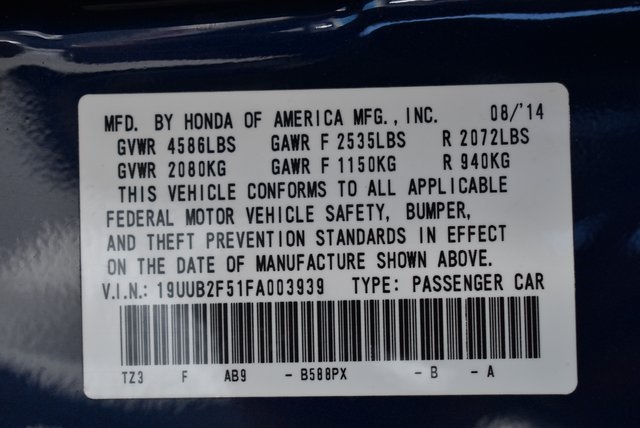 MFD. BY HONDA OF AMERICA MFG., INC. 08/'14
GVWR 4586LBS GAWR F 2535LBS R 2072LBS
GVWR 2080KG GAWR F 1150KG R 940KG
THIS VEHICLE CONFORMS TO ALL APPLICABLE
FEDERAL MOTOR VEHICLE SAFETY, BUMPER,
AND THEFT PREVENTION STANDARDS IN EFFECT
ON THE DATE OF MANUFACTURE SHOWN ABOVE.
V.I.N.: 19UUB2F51FA003939 TYPE: PASSENGER CAR
TZ3 F AB9 - B588PX - B - A